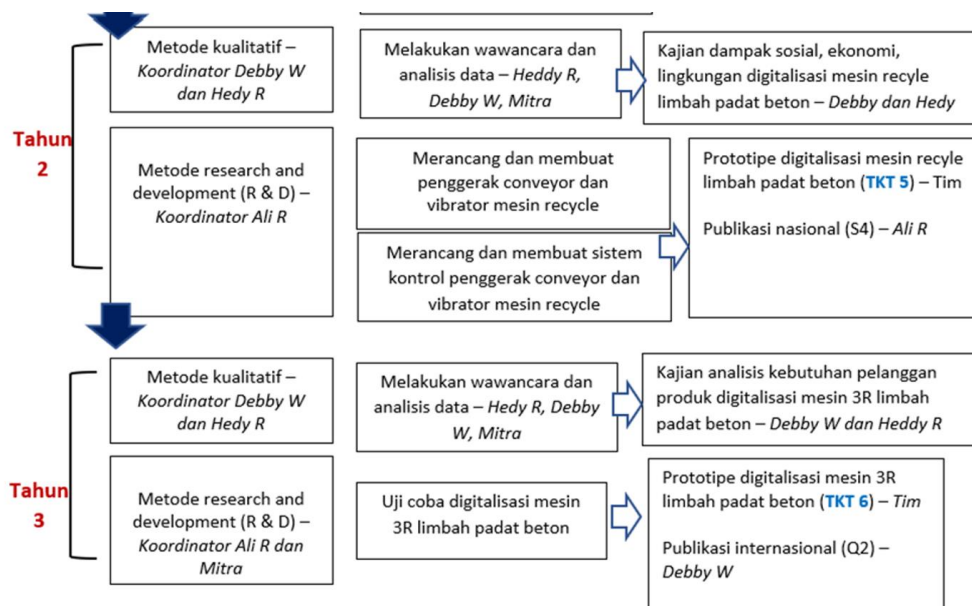 Tahun
2
Metode kualitatif –
Koordinator Debby W
dan Hedy R
Melakukan wawancara dan
analisis data – Heddy R,
Debby W, Mitra
Kajian dampak sosial, ekonomi,
lingkungan digitalisasi mesin recyle
limbah padat beton – Debby dan Hedy
Metode research and
development (R & D) –
Koordinator Ali R
Merancang dan membuat
penggerak conveyor dan
vibrator mesin recycle
Merancang dan membuat sistem
kontrol penggerak conveyor dan
vibrator mesin recycle
Prototipe digitalisasi mesin recyle
limbah padat beton (TKT 5) – Tim
Publikasi nasional (S4) – Ali R
Tahun
3
Metode kualitatif –
Koordinator Debby W
dan Hedy R
Melakukan wawancara dan
analisis data – Hedy R, Debby
W, Mitra
Kajian analisis kebutuhan pelanggan
produk digitalisasi mesin 3R limbah
padat beton – Debby W dan Heddy R
Metode research and
development (R & D) –
Koordinator Ali R dan
Mitra
Uji coba digitalisasi mesin
3R limbah padat beton
Prototipe digitalisasi mesin 3R
limbah padat beton (TKT 6) – Tim
Publikasi internasional (Q2) –
Debby W